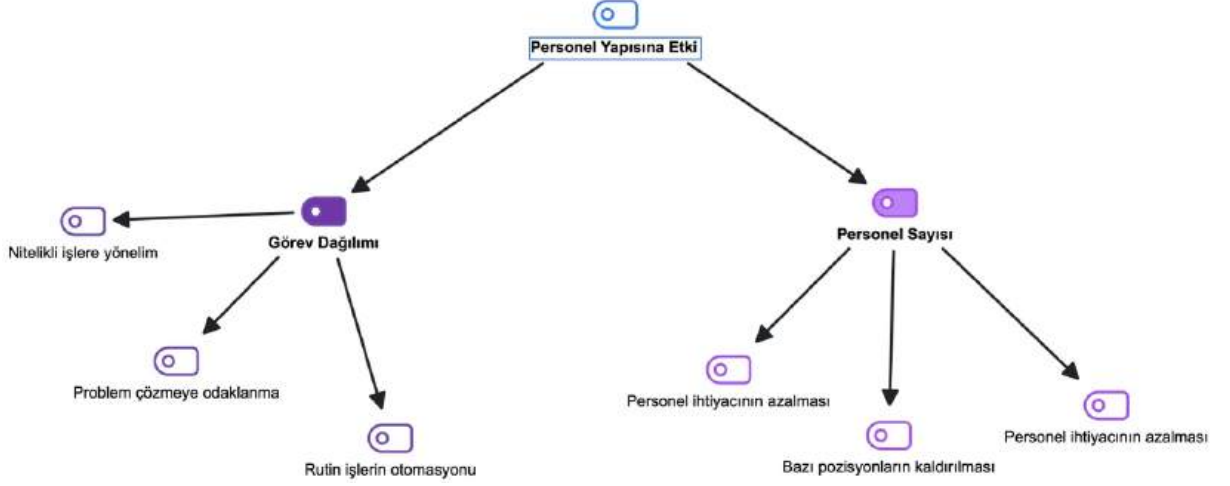 Personel Yapısına Etki
Görev Dağılımı
Personel Sayısı
Nitelikli işlere yönelim
Problem çözmeye odaklanma
Rutin işlerin otomasyonu
Personel ihtiyacının azalması
Bazı pozisyonların kaldırılması
Personel ihtiyacının azalması